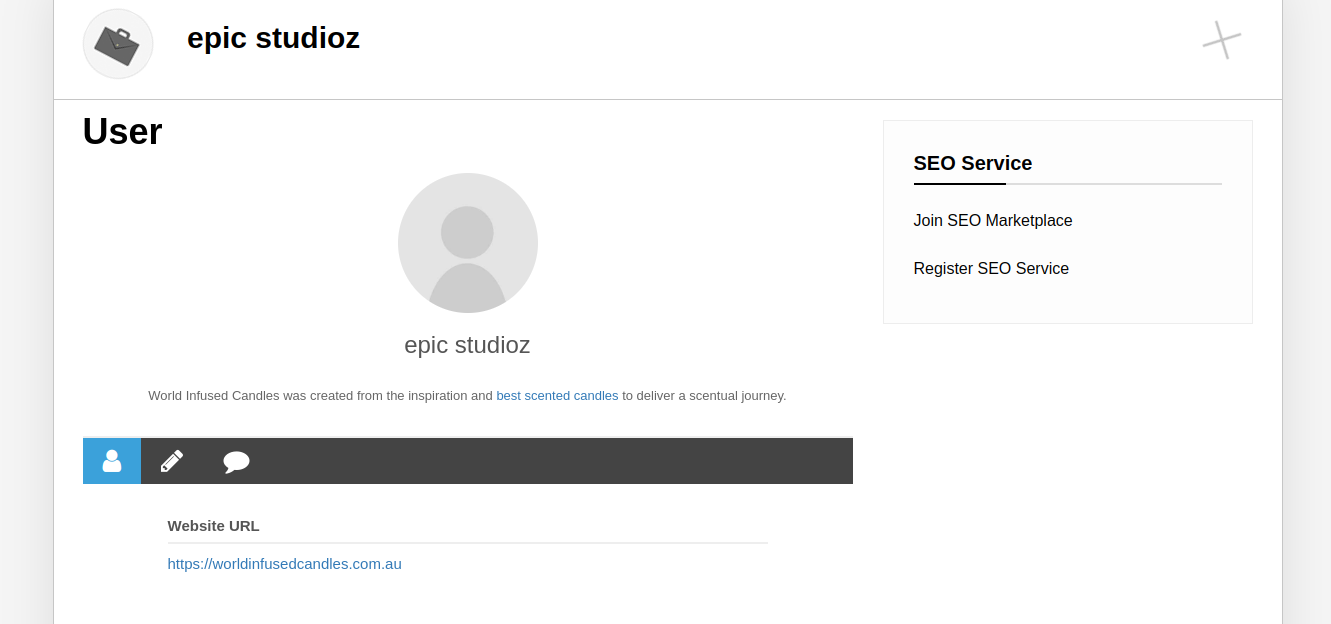 epic studioz
User
epic studioz
World Infused Candles was created from the inspiration and best scented candles to deliver a scentual journey.
Website URL
https://worldinfusedcandles.com.au
SEO Service
Join SEO Marketplace
Register SEO Service